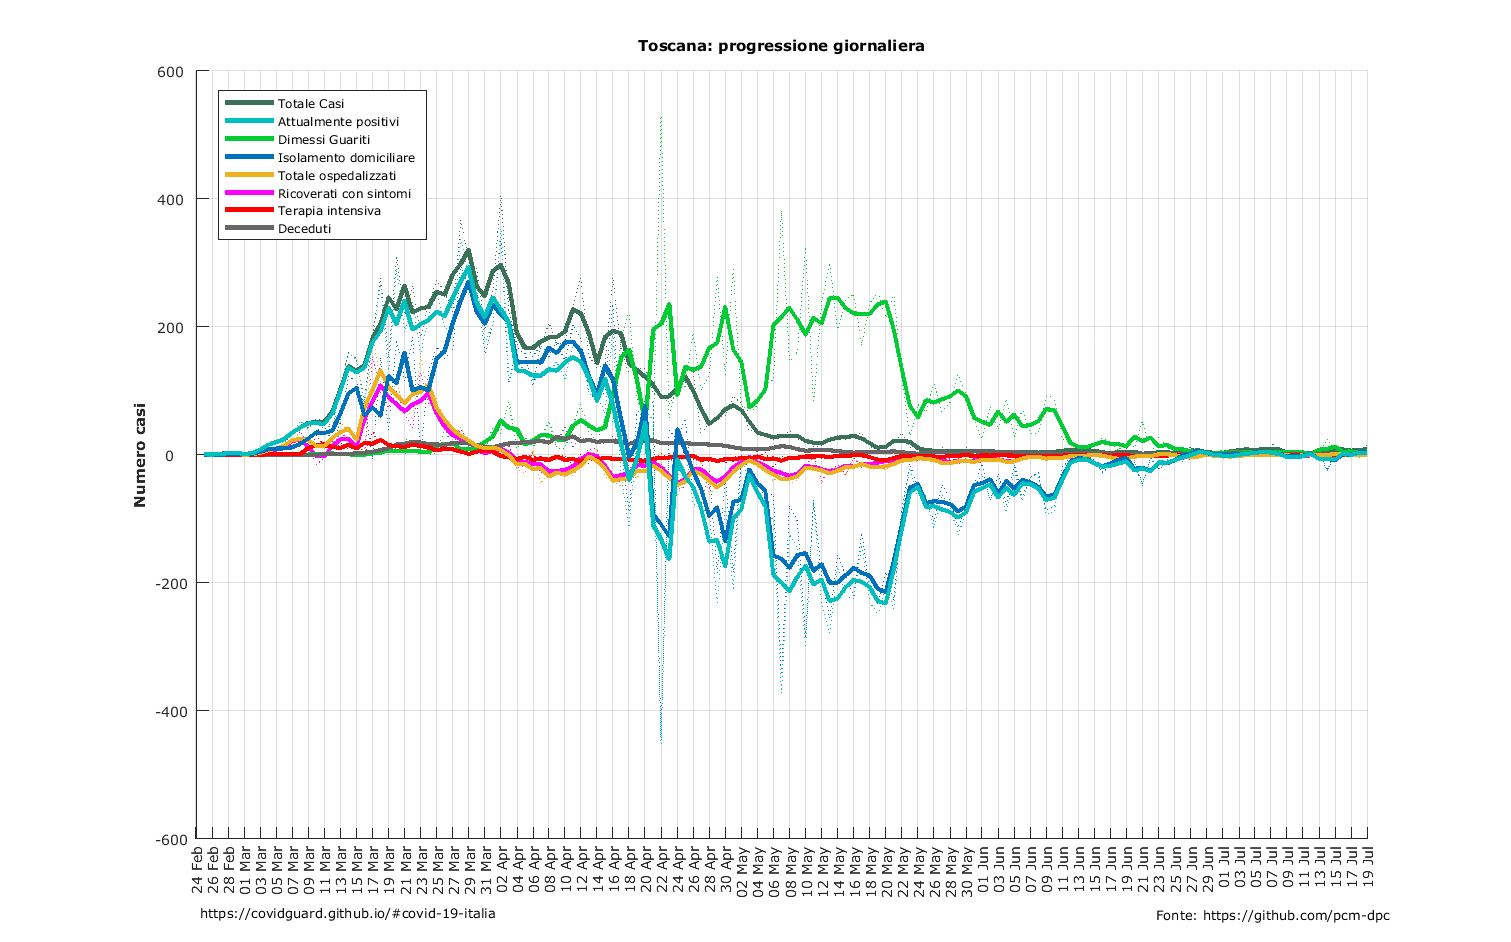 Toscana: progressione giornaliera
600
400
200
0
-200
-400
-600
Numero casi
Totale Casi
Attualmente positivi
Dimessi Guariti
Isolamento domiciliare
Totale ospedalizzati
Ricoverati con sintomi
Terapia intensiva
Deceduti
24 Feb
26 Feb
28 Feb
01 Mar
03 Mar
05 Mar
07 Mar
09 Mar
11 Mar
13 Mar
15 Mar
17 Mar
19 Mar
21 Mar
23 Mar
25 Mar
27 Mar
29 Mar
31 Mar
02 Apr
04 Apr
06 Apr
08 Apr
10 Apr
12 Apr
14 Apr
16 Apr
18 Apr
20 Apr
22 Apr
24 Apr
26 Apr
28 Apr
30 Apr
02 May
04 May
06 May
08 May
10 May
12 May
14 May
16 May
18 May
20 May
22 May
24 May
26 May
28 May
30 May
01 Jun
03 Jun
05 Jun
07 Jun
09 Jun
11 Jun
13 Jun
15 Jun
17 Jun
19 Jun
21 Jun
23 Jun
25 Jun
27 Jun
29 Jun
01 Jul
03 Jul
05 Jul
07 Jul
09 Jul
11 Jul
13 Jul
15 Jul
17 Jul
19 Jul
https://covidguard.github.io/#covid-19-italia
Fonte: https://github.com/pcm-dpc